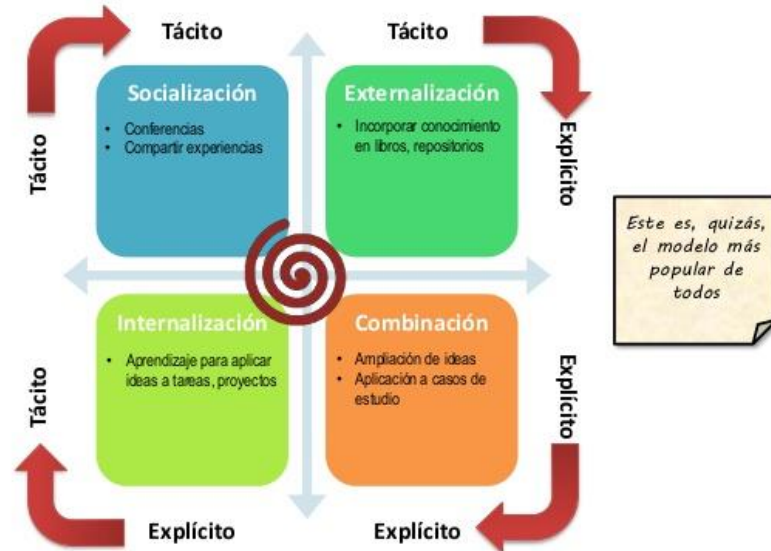 Tácito
Tácito
Socialización
• Conferencias
• Compartir experiencias
Externalización
• Incorporar conocimiento
en libros, repositorios
Tácito
Explícito
Este es, quizás,
el modelo más
popular de
todos
Internalización
• Aprendizaje para aplicar
ideas a tareas, proyectos
Combinación
• Ampliación de ideas
• Aplicación a casos de
estudio
Tácito
Explícito
Explícito
Explícito